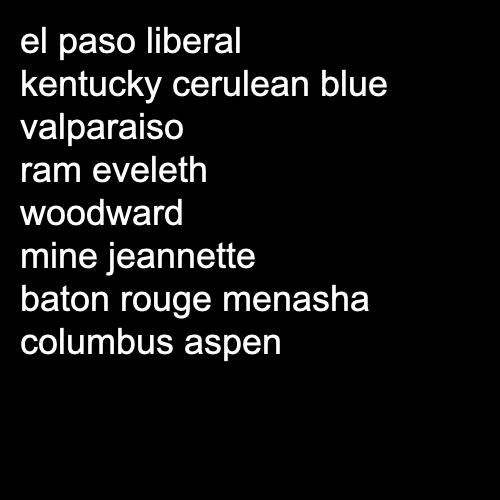 el paso liberal
kentucky cerulean blue
valparaiso
ram eveleth
woodward
mine jeannette
baton rouge menasha
columbus aspen